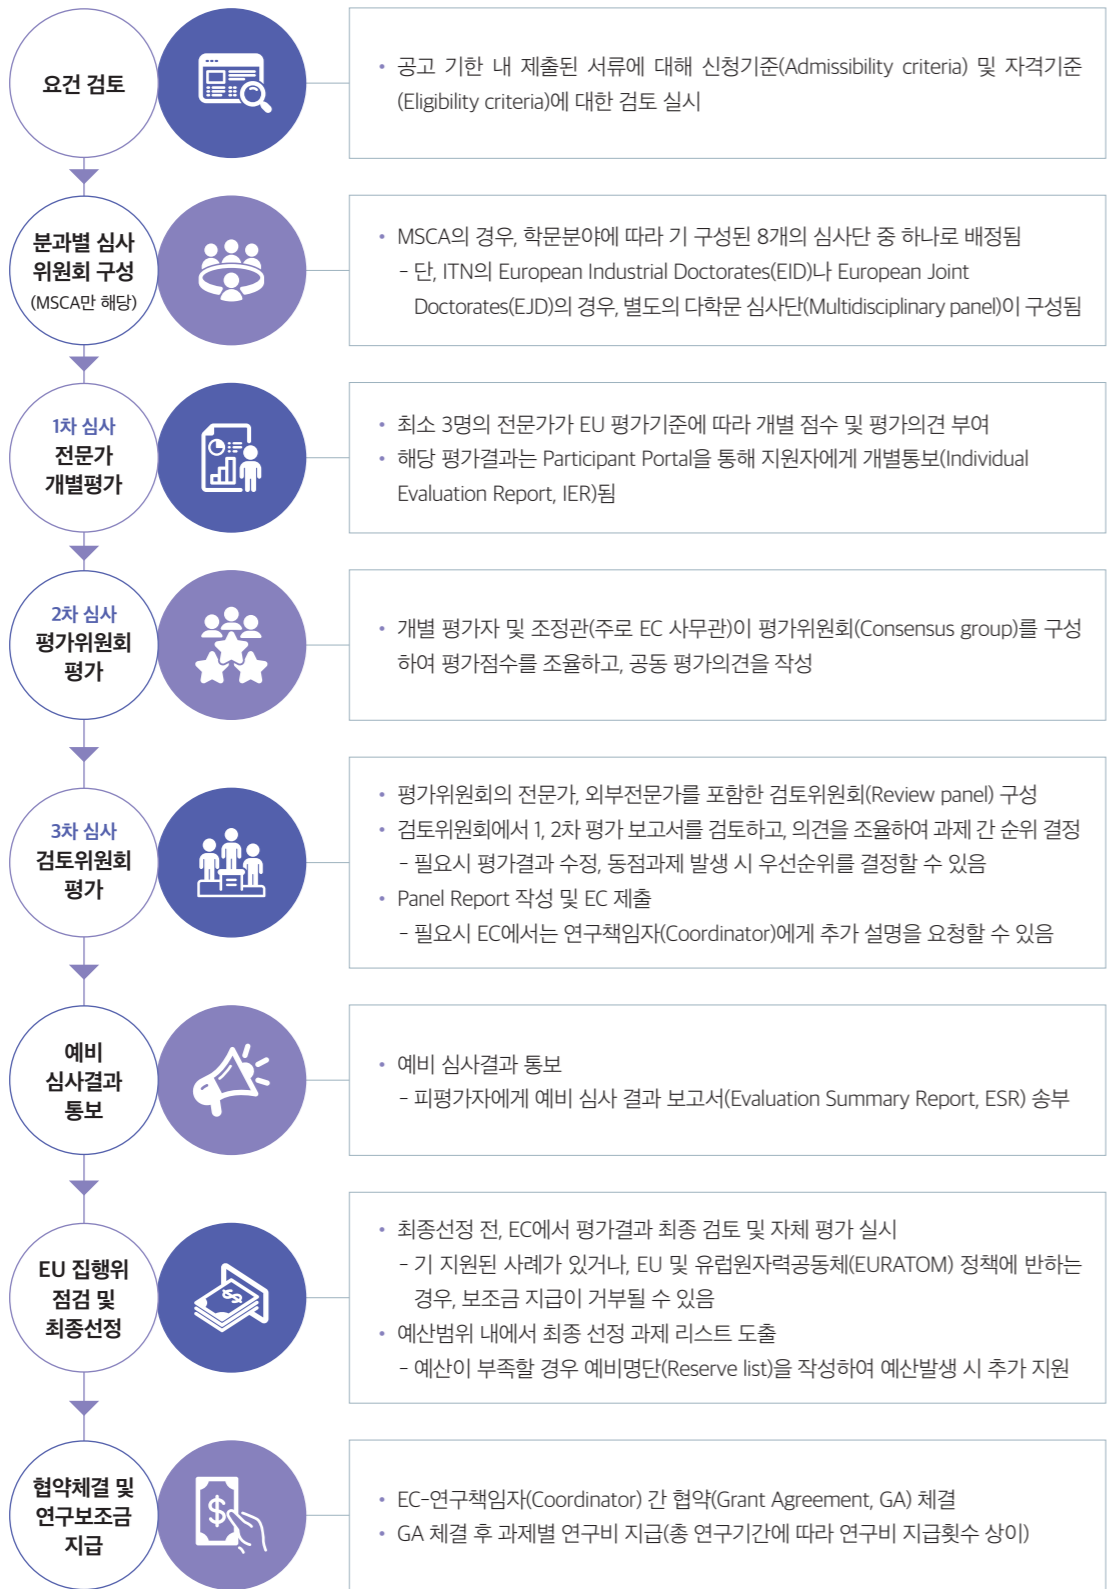 요건 검토
• 공고 기한 내 제출된 서류에 대해 신청기준(Admissibility criteria) 및 자격기준
(Eligibility criteria)에 대한 검토 실시
분과별 심사
위원회 구성
(MSCA만 해당)
• MSCA의 경우, 학문분야에 따라 기 구성된 8개의 심사단 중 하나로 배정됨
- 단, ITN의 European Industrial Doctorates(EID)나 European Joint
Doctorates(EJD)의 경우, 별도의 다학문 심사단(Multidisciplinary panel)이 구성됨
1차 심사
전문가
개별평가
• 최소 3명의 전문가가 EU 평가기준에 따라 개별 점수 및 평가의견 부여
• 해당 평가결과는 Participant Portal을 통해 지원자에게 개별통보(Individual
Evaluation Report, IER)됨
2차 심사
평가위원회
평가
• 개별 평가자 및 조정관(주로 EC 사무관)이 평가위원회(Consensus group)를 구성
하여 평가점수를 조율하고, 공동 평가의견을 작성
3차 심사
검토위원회
평가
• 평가위원회의 전문가, 외부전문가를 포함한 검토위원회(Review panel) 구성
• 검토위원회에서 1, 2차 평가 보고서를 검토하고, 의견을 조율하여 과제 간 순위 결정
- 필요시 평가결과 수정, 동점과제 발생 시 우선순위를 결정할 수 있음
• Panel Report 작성 및 EC 제출
- 필요시 EC에서는 연구책임자(Coordinator)에게 추가 설명을 요청할 수 있음
예비
심사결과
통보
• 예비 심사결과 통보
- 피평가자에게 예비 심사 결과 보고서(Evaluation Summary Report, ESR) 송부
EU 집행위
점검 및
최종선정
• 최종선정 전, EC에서 평가결과 최종 검토 및 자체 평가 실시
- 기 지원된 사례가 있거나, EU 및 유럽원자력공동체(EURATOM) 정책에 반하는
경우, 보조금 지급이 거부될 수 있음
• 예산범위 내에서 최종 선정 과제 리스트 도출
- 예산이 부족할 경우 예비명단(Reserve list)을 작성하여 예산발생 시 추가 지원
협약체결 및
연구보조금
지급
$
• EC-연구책임자(Coordinator) 간 협약(Grant Agreement, GA) 체결
• GA 체결 후 과제별 연구비 지급(총 연구기간에 따라 연구비 지급횟수 상이)